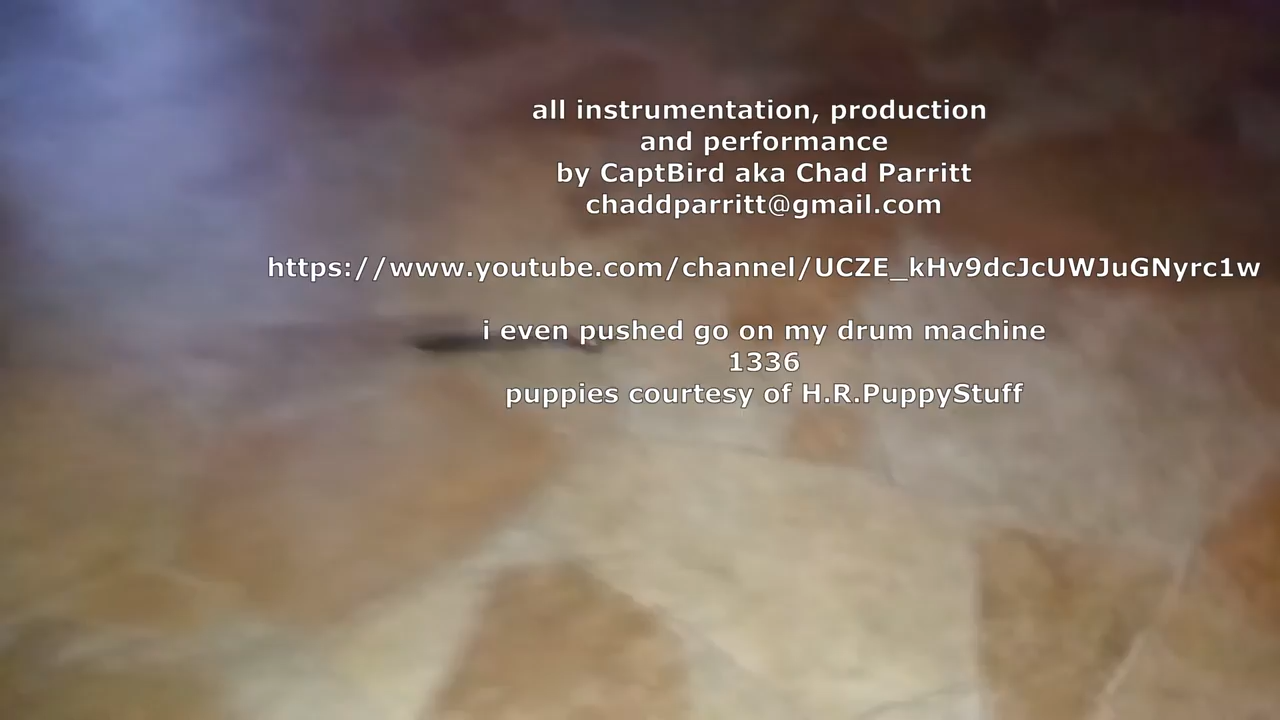 all instrumentation, production
and performance
by CaptBird aka Chad Parritt
chaddparritt@gmail.com
https://www.youtube.com/channel/UCZE_kHv9dcJcUWJuGNyrc1w
i even pushed go on my drum machine
1336
puppies courtesy of H.R.PuppyStuff